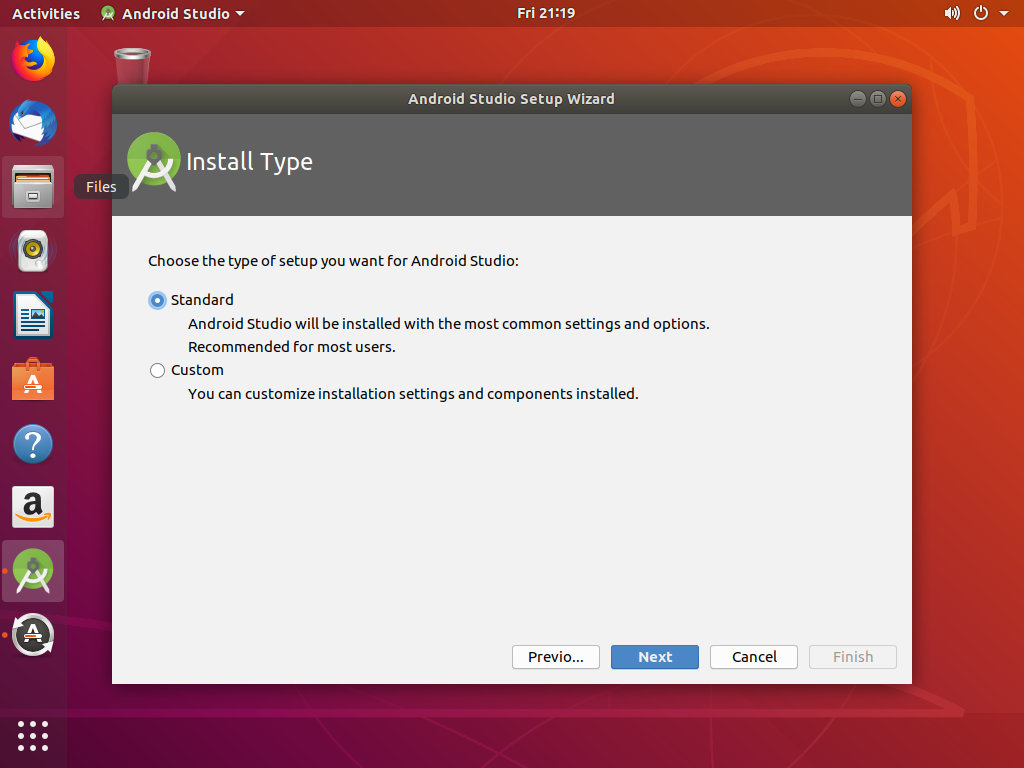 Activities Android Studio Fri 21:19
Android Studio Setup Wizard
Install Type
Files
Choose the type of setup you want for Android Studio:
Standard
Android Studio will be installed with the most common settings and options.
Recommended for most users.
Custom
You can customize installation settings and components installed.
Previo... Next Cancel Finish